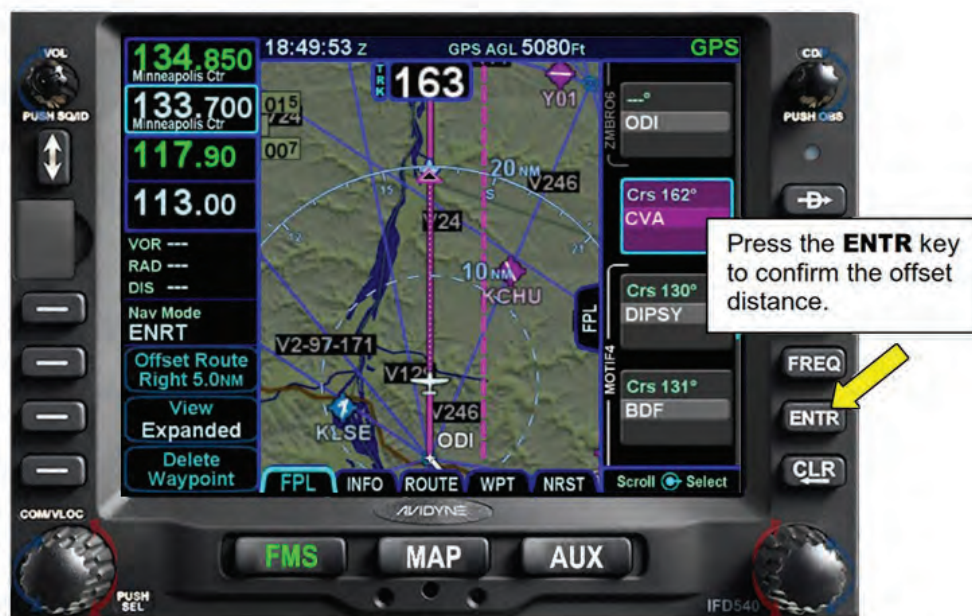 VOL
PUSH SQ/ID
134.850
Minneapolis Ctr
133.700
Minneapolis Ctr
117.90
113.00
VOR ---
RAD ---
DIS ---
Nav Mode
ENRT
Offset Route
Right 5.0NM
View
Expanded
Delete
Waypoint
18:49:53 Z
GPS AGL 5080Ft
GPS
TRK
163
015
724
007
Y01
20 NM
V246
15
S
12
21
V24
10 NM
KCHU
V2-97-171
V129
V246
KLSE
ODI
FPL
ZMBRO6
---°
ODI
Crs 162°
CVA
MOTIF4
Crs 130°
DIPSY
Crs 131°
BDF
FPL
INFO
ROUTE
WPT
NRST
Scroll Select
CDI
PUSH OBS
D
Press the ENTR key
to confirm the offset
distance.
FREQ
ENTR
CLR
AVIDYNE
COM/VLOC
PUSH
SEL
FMS
MAP
AUX
IFD540